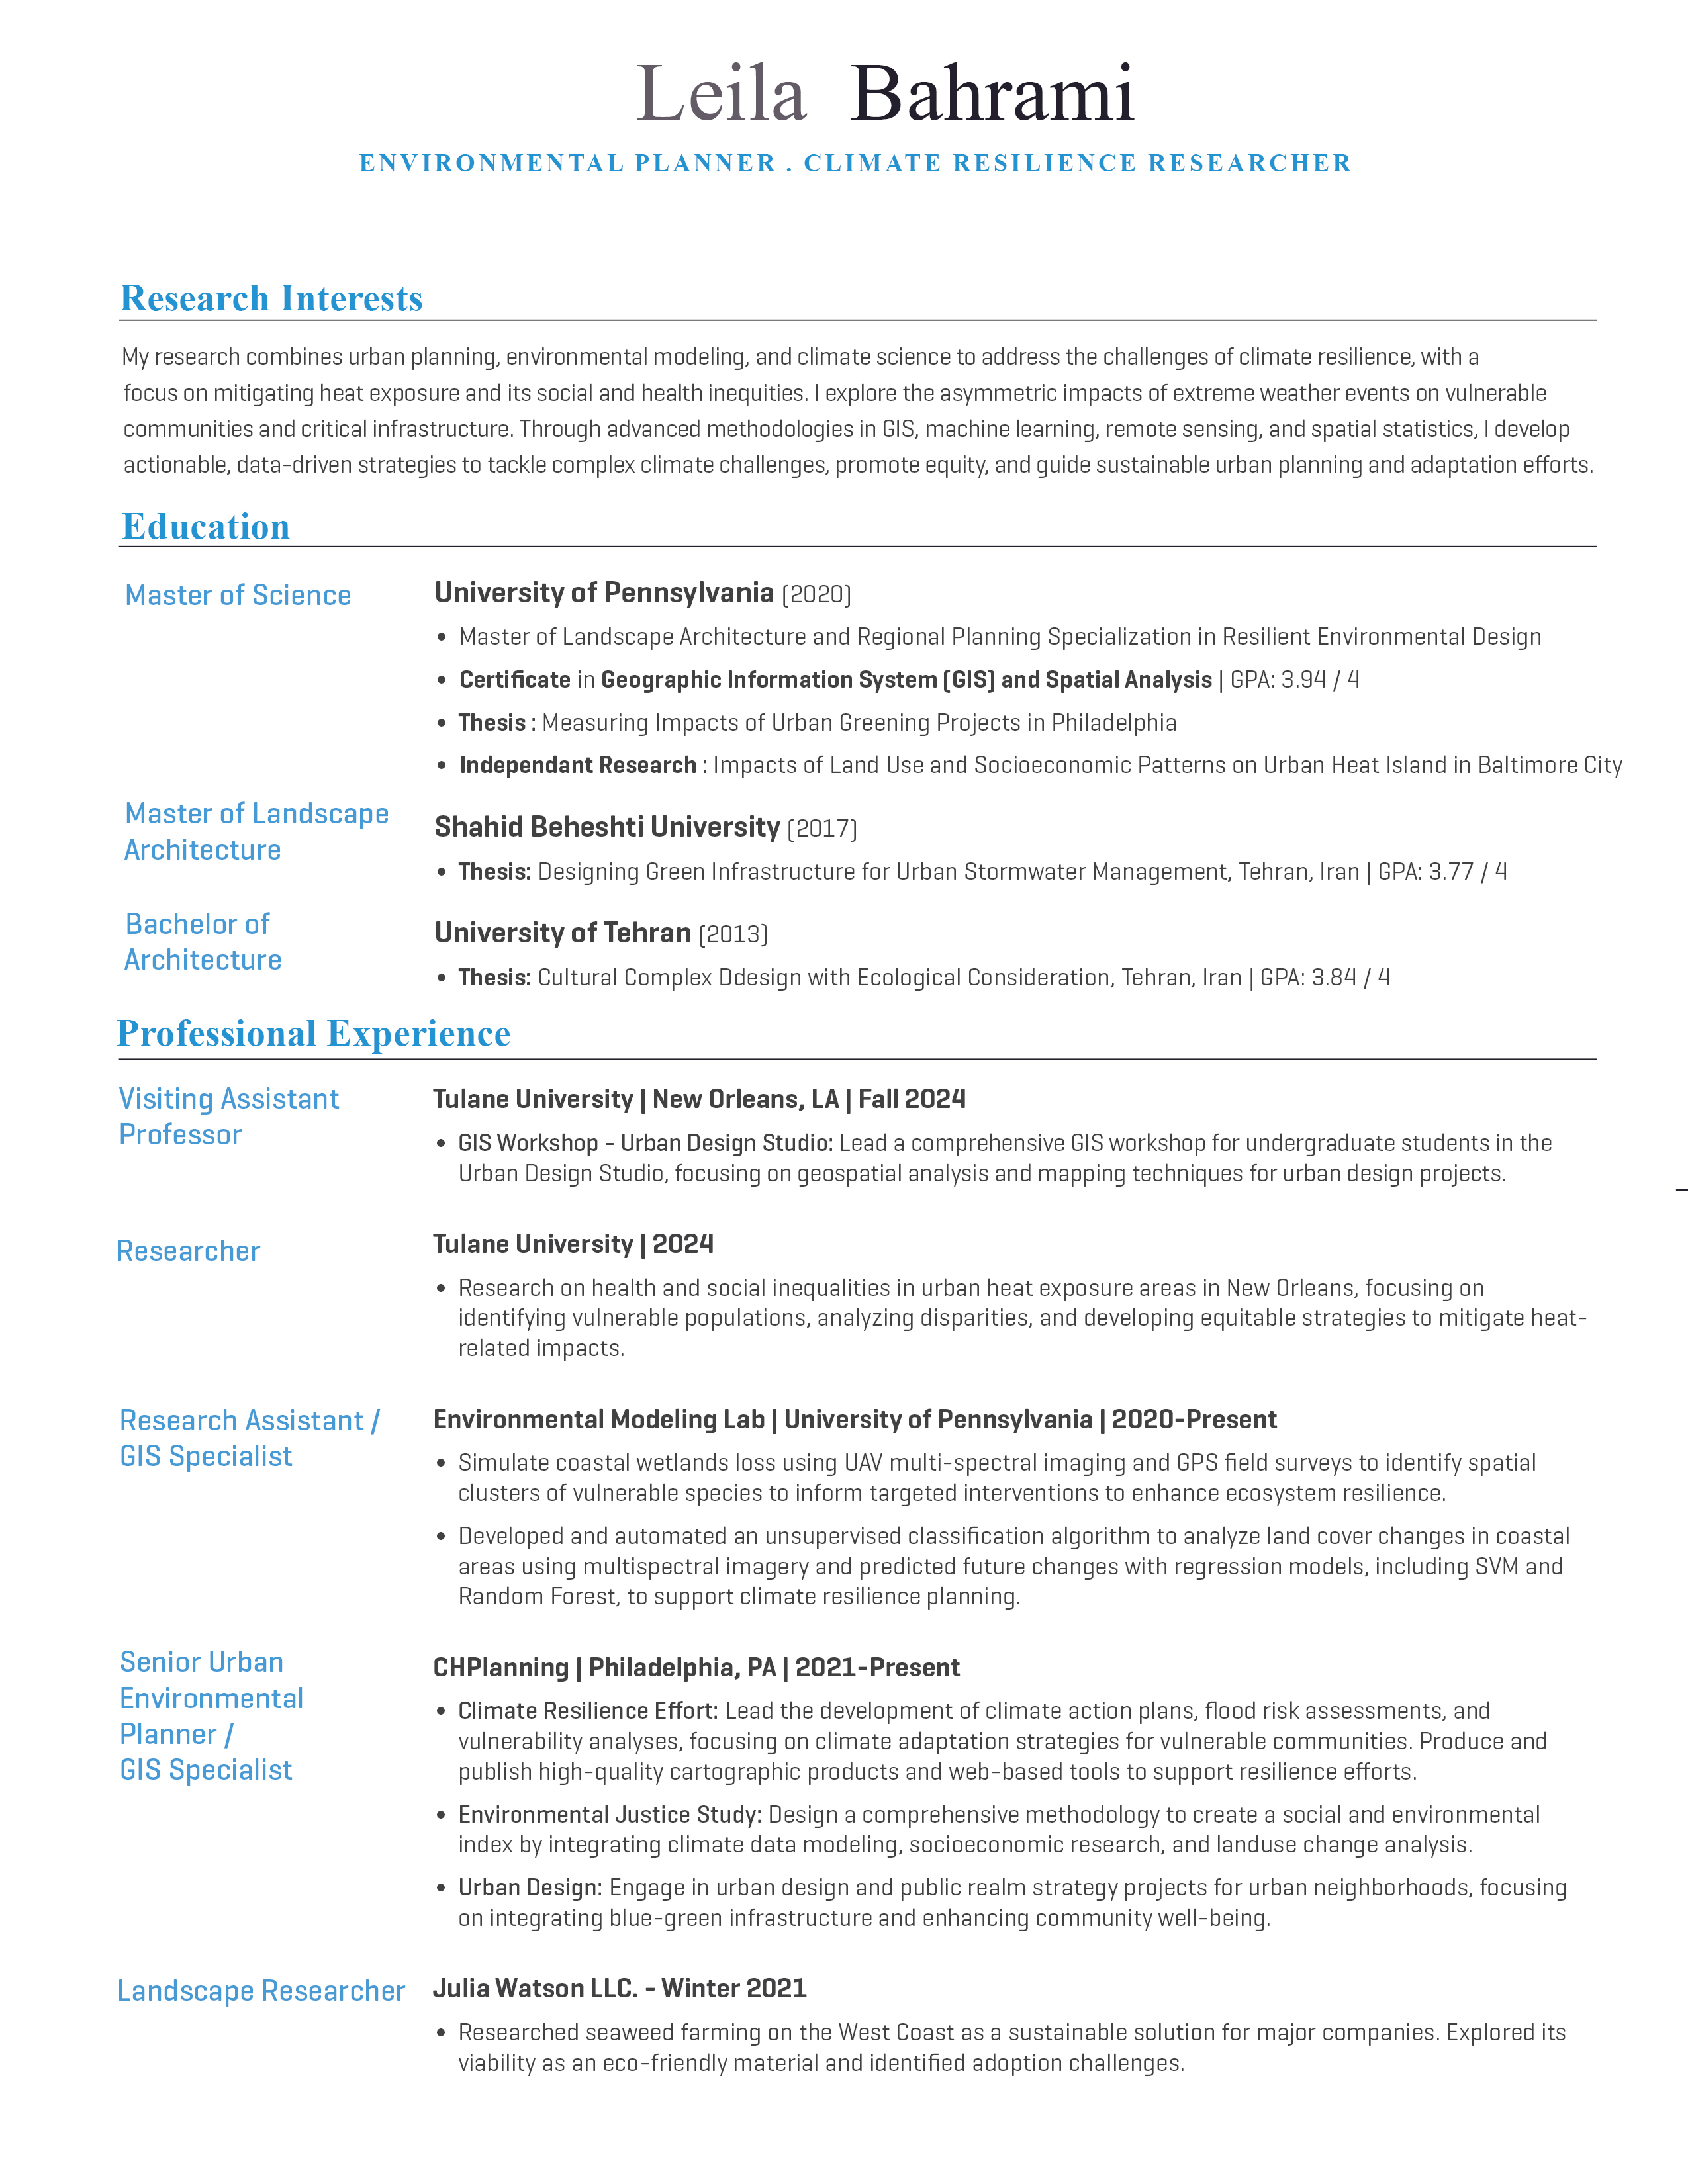 Leila Bahrami
ENVIRONMENTAL PLANNER . CLIMATE RESILIENCE RESEARCHER
Research Interests
My research combines urban planning, environmental modeling, and climate science to address the challenges of climate resilience, with a
focus on mitigating heat exposure and its social and health inequities. I explore the asymmetric impacts of extreme weather events on vulnerable
communities and critical infrastructure. Through advanced methodologies in GIS, machine learning, remote sensing, and spatial statistics, I develop
actionable, data-driven strategies to tackle complex climate challenges, promote equity, and guide sustainable urban planning and adaptation efforts.
Education
Master of Science
University of Pennsylvania (2020)
• Master of Landscape Architecture and Regional Planning Specialization in Resilient Environmental Design
• Certificate in Geographic Information System (GIS) and Spatial Analysis | GPA: 3.94 / 4
• Thesis : Measuring Impacts of Urban Greening Projects in Philadelphia
• Independant Research : Impacts of Land Use and Socioeconomic Patterns on Urban Heat Island in Baltimore City
Master of Landscape
Architecture
Shahid Beheshti University (2017)
• Thesis: Designing Green Infrastructure for Urban Stormwater Management, Tehran, Iran | GPA: 3.77 / 4
Bachelor of
Architecture
University of Tehran (2013)
• Thesis: Cultural Complex Ddesign with Ecological Consideration, Tehran, Iran | GPA: 3.84 / 4
Professional Experience
Visiting Assistant
Professor
Tulane University | New Orleans, LA | Fall 2024
• GIS Workshop - Urban Design Studio: Lead a comprehensive GIS workshop for undergraduate students in the
Urban Design Studio, focusing on geospatial analysis and mapping techniques for urban design projects.
Researcher
Tulane University | 2024
• Research on health and social inequalities in urban heat exposure areas in New Orleans, focusing on
identifying vulnerable populations, analyzing disparities, and developing equitable strategies to mitigate heat-
related impacts.
Research Assistant /
GIS Specialist
Environmental Modeling Lab | University of Pennsylvania | 2020-Present
• Simulate coastal wetlands loss using UAV multi-spectral imaging and GPS field surveys to identify spatial
clusters of vulnerable species to inform targeted interventions to enhance ecosystem resilience.
• Developed and automated an unsupervised classification algorithm to analyze land cover changes in coastal
areas using multispectral imagery and predicted future changes with regression models, including SVM and
Random Forest, to support climate resilience planning.
Senior Urban
Environmental
Planner /
GIS Specialist
CHPlanning | Philadelphia, PA | 2021-Present
• Climate Resilience Effort: Lead the development of climate action plans, flood risk assessments, and
vulnerability analyses, focusing on climate adaptation strategies for vulnerable communities. Produce and
publish high-quality cartographic products and web-based tools to support resilience efforts.
• Environmental Justice Study: Design a comprehensive methodology to create a social and environmental
index by integrating climate data modeling, socioeconomic research, and landuse change analysis.
• Urban Design: Engage in urban design and public realm strategy projects for urban neighborhoods, focusing
on integrating blue-green infrastructure and enhancing community well-being.
Landscape Researcher
Julia Watson LLC. - Winter 2021
• Researched seaweed farming on the West Coast as a sustainable solution for major companies. Explored its
viability as an eco-friendly material and identified adoption challenges.